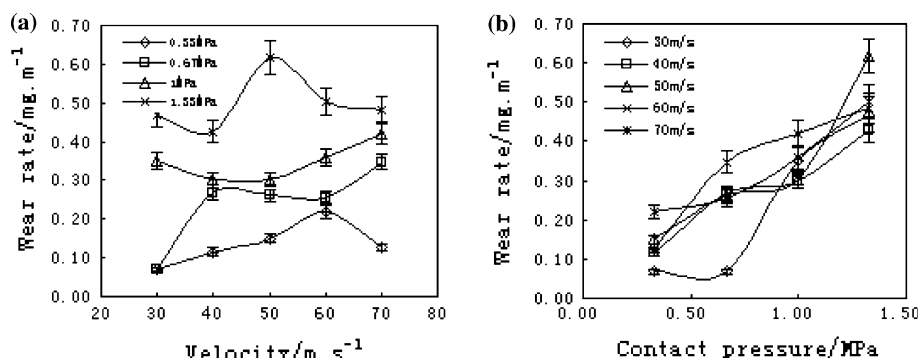 (a)
0.70
0.60
0.50
0.40
0.30
0.20
0.10
0.00
20 30 40 50 60 70 80
Wear rate/mg.m-1
Velocity/m.s-1
0.33MPa
0.67MPa
1MPa
1.33MPa
(b)
0.70
0.60
0.50
0.40
0.30
0.20
0.10
0.00
0.00 0.50 1.00 1.50
Wear rate/mg.m-1
Contact pressure/MPa
30m/s
40m/s
50m/s
60m/s
70m/s